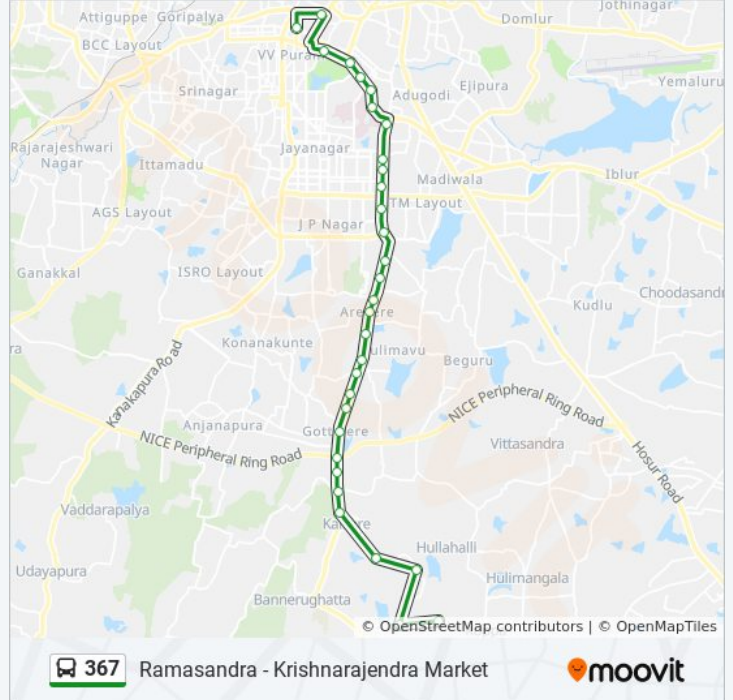 Jothinagar
Attiguppe Goripalya
Domlur
BCC Layout
VV Puram
Yemaluru
Srinagar
Adugodi
Ejipura
Rajarajeshwari
Nagar
Jayanagar
Ittamadu
Madiwala
Iblur
AGS Layout
TM Layout
J P Nagar
Ganakkal
ISRO Layout
Choodasandra
Kudlu
Arekere
Konanakunte
ra
Hulimavu
Beguru
Kanakapura Road
NICE Peripheral Ring Road
Anjanapura
Gottigere
NICE Peripheral Ring Road
Vittasandra
Hosur Road
Vaddarapalya
Kalkere
Hullahalli
Udayapura
Hulimangala
Bannerughatta
© OpenStreetMap contributors | © OpenMapTiles
367 Ramasandra - Krishnarajendra Market
moovit